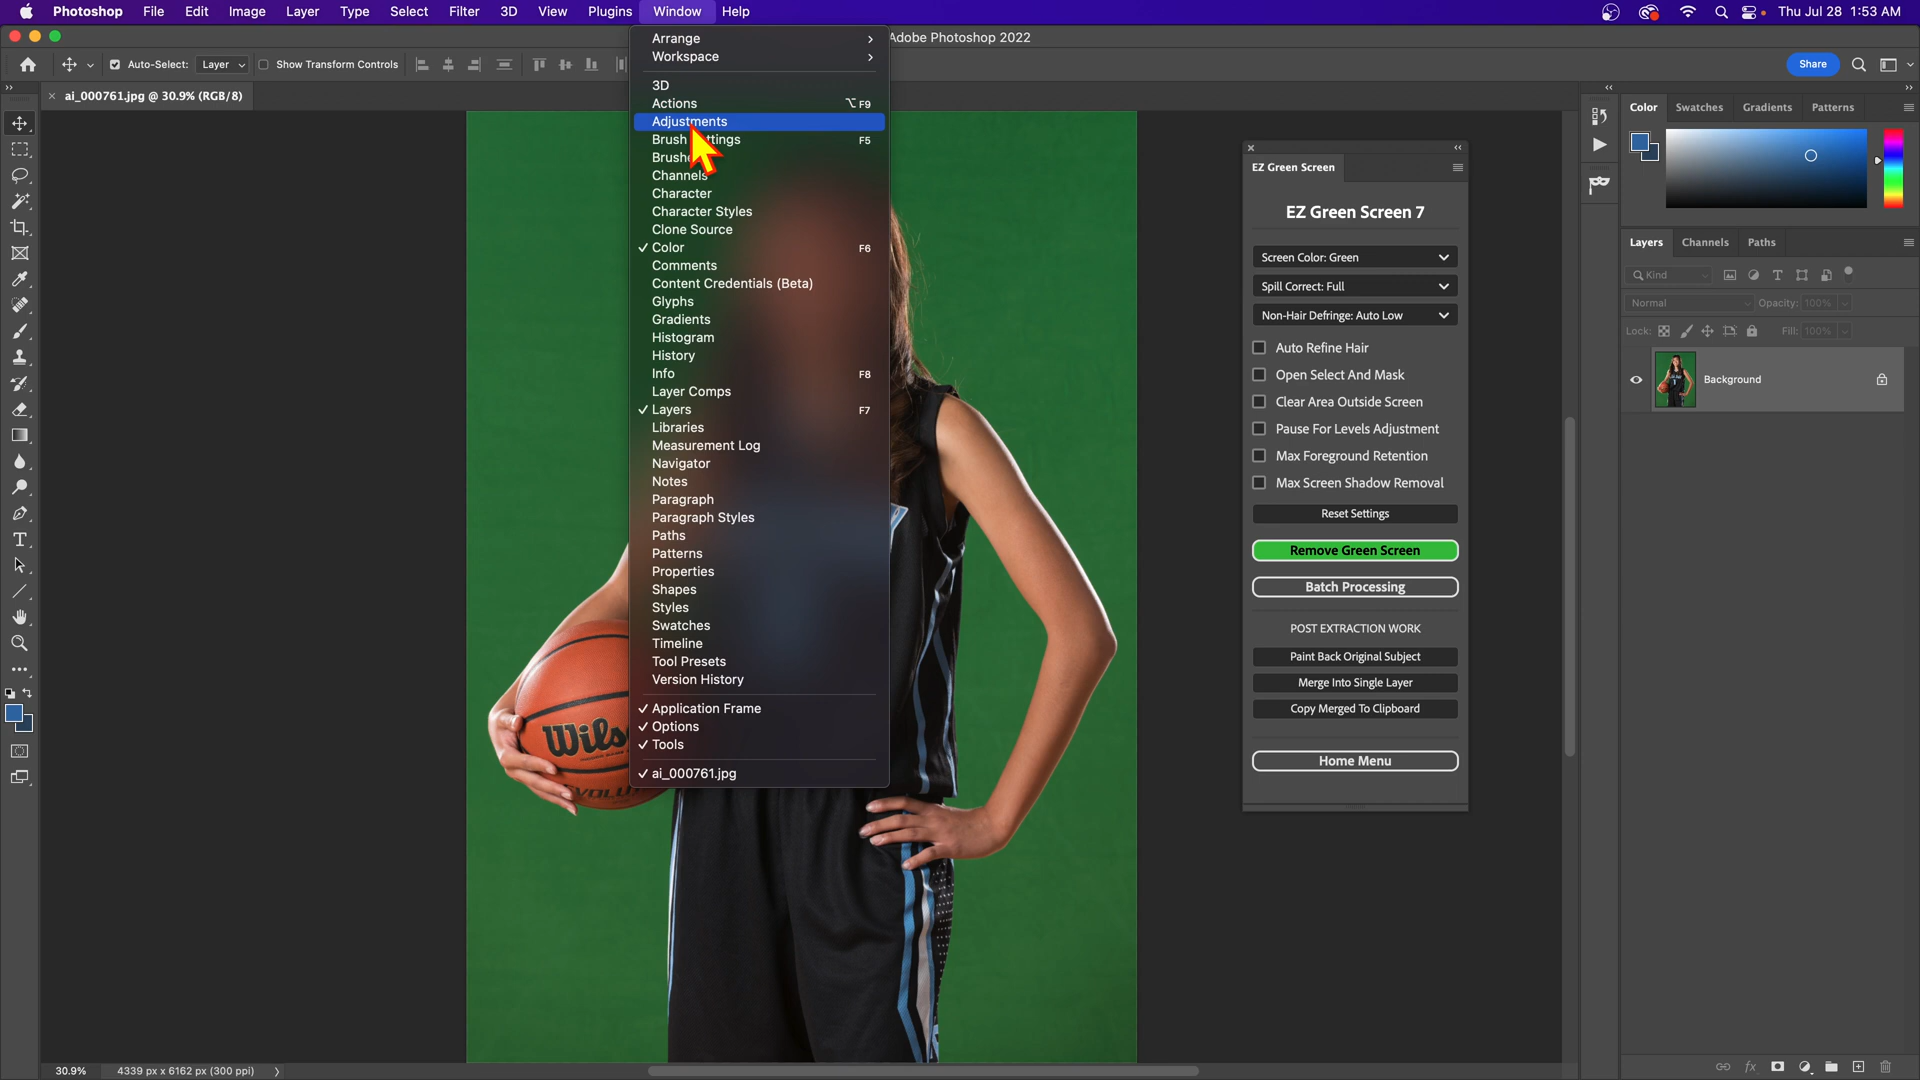 Photoshop File Edit Image Layer Type Select Filter 3D View Plugins Window Help Thu Jul 28 1:53 AM
Adobe Photoshop 2022
Auto-Select: Layer Show Transform Controls Share
ai_000761.jpg @ 30.9% (RGB/8)
Arrange
Workspace
3D
Actions ⌥ F9
Adjustments
Brush ttings F5
Brushe
Channels
Character
Character Styles
Clone Source
✓ Color F6
Comments
Content Credentials (Beta)
Glyphs
Gradients
Histogram
History
Info F8
Layer Comps
✓ Layers F7
Libraries
Measurement Log
Navigator
Notes
Paragraph
Paragraph Styles
Paths
Patterns
Properties
Shapes
Styles
Swatches
Timeline
Tool Presets
Version History
✓ Application Frame
✓ Options
✓ Tools
✓ ai_000761.jpg
Wils
EZ Green Screen
EZ Green Screen 7
Screen Color: Green
Spill Correct: Full
Non-Hair Defringe: Auto Low
Auto Refine Hair
Open Select And Mask
Clear Area Outside Screen
Pause For Levels Adjustment
Max Foreground Retention
Max Screen Shadow Removal
Reset Settings
Remove Green Screen
Batch Processing
POST EXTRACTION WORK
Paint Back Original Subject
Merge Into Single Layer
Copy Merged To Clipboard
Home Menu
Color Swatches Gradients Patterns
Layers Channels Paths
Kind
Normal Opacity: 100%
Lock: Fill: 100%
Background
fx
30.9% 4339 px x 6162 px (300 ppi)